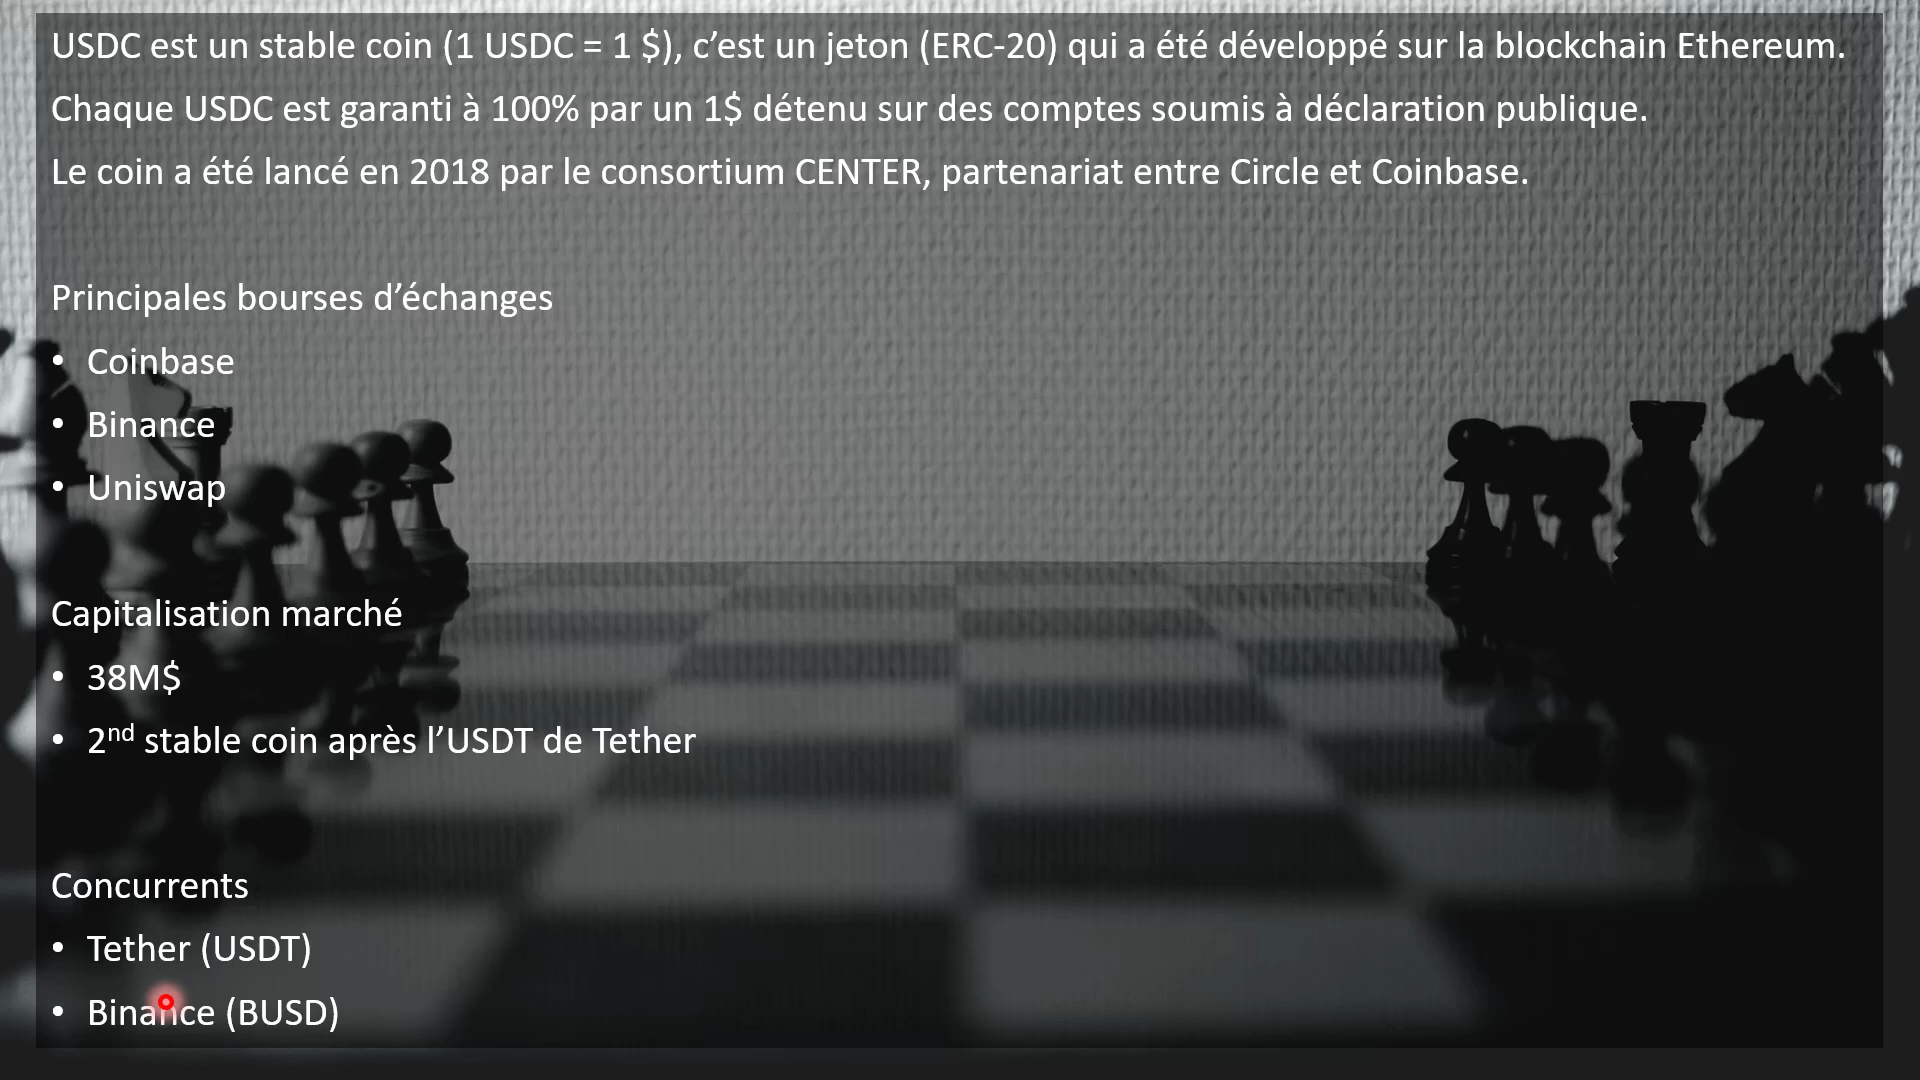 USDC est un stable coin (1 USDC = 1 $), c’est un jeton (ERC-20) qui a été développé sur la blockchain Ethereum.
Chaque USDC est garanti à 100% par un 1$ détenu sur des comptes soumis à déclaration publique.
Le coin a été lancé en 2018 par le consortium CENTER, partenariat entre Circle et Coinbase.
Principales bourses d’échanges
• Coinbase
• Binance
• Uniswap
Capitalisation marché
• 38M$
• 2nd stable coin après l’USDT de Tether
Concurrents
• Tether (USDT)
• Binance (BUSD)